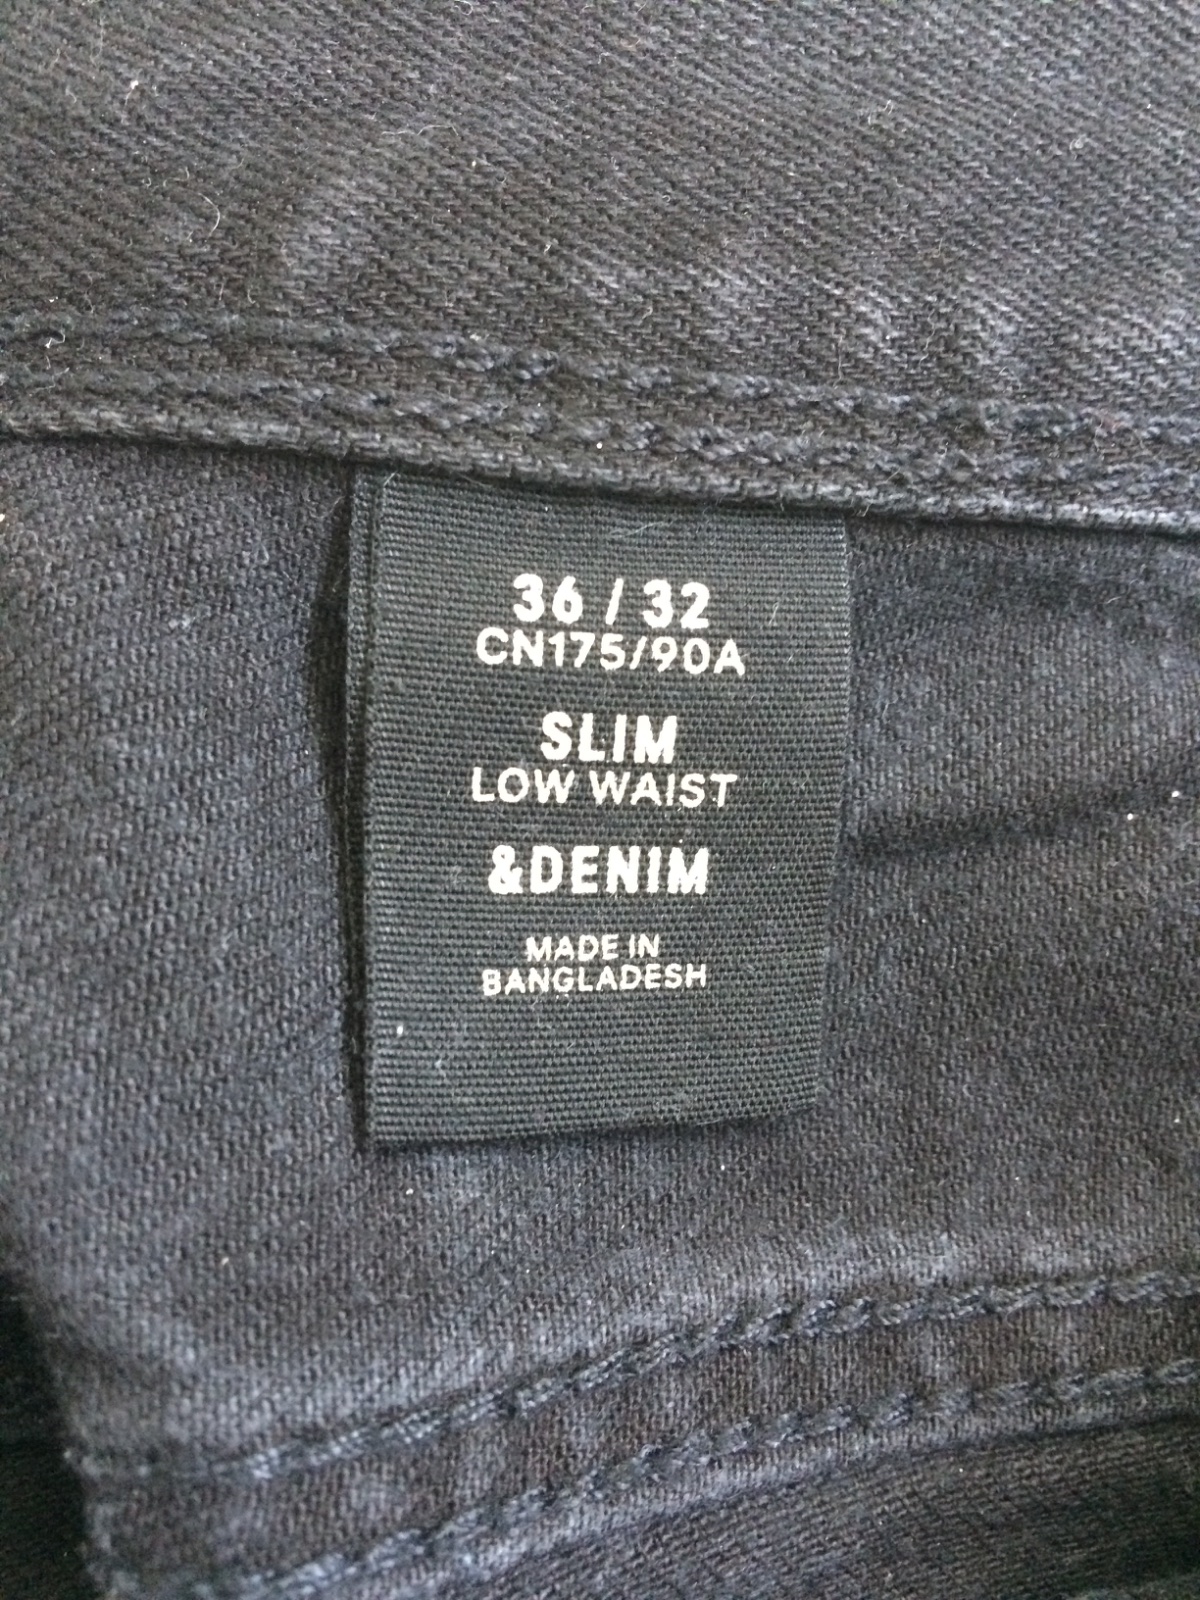 36 / 32
CN175/90A
SLIM
LOW WAIST
&DENIM
MADE IN
BANGLADESH